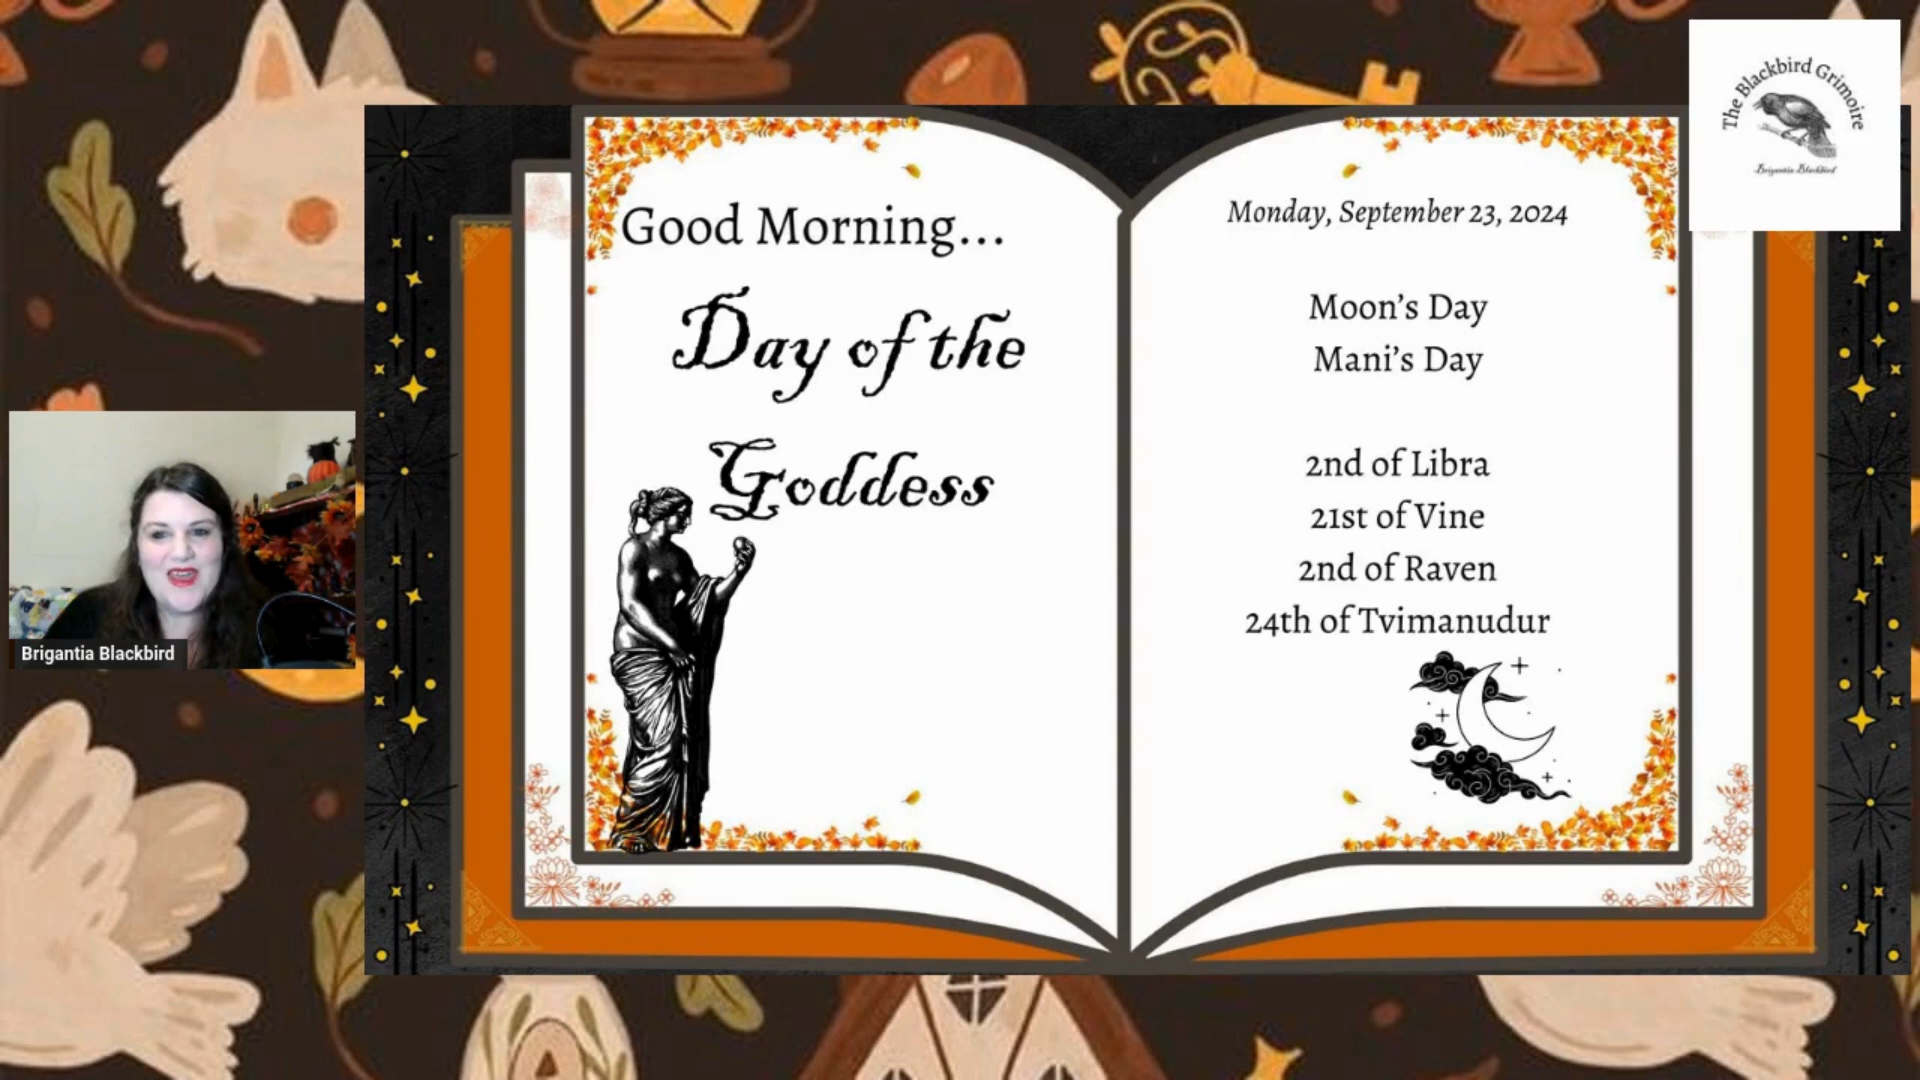 The Blackbird Grimoire
Brigantia Blackbird
Good Morning...
Day of the
Goddess
Monday, September 23, 2024
Moon's Day
Mani's Day
2nd of Libra
21st of Vine
2nd of Raven
24th of Tvimanudur
Brigantia Blackbird